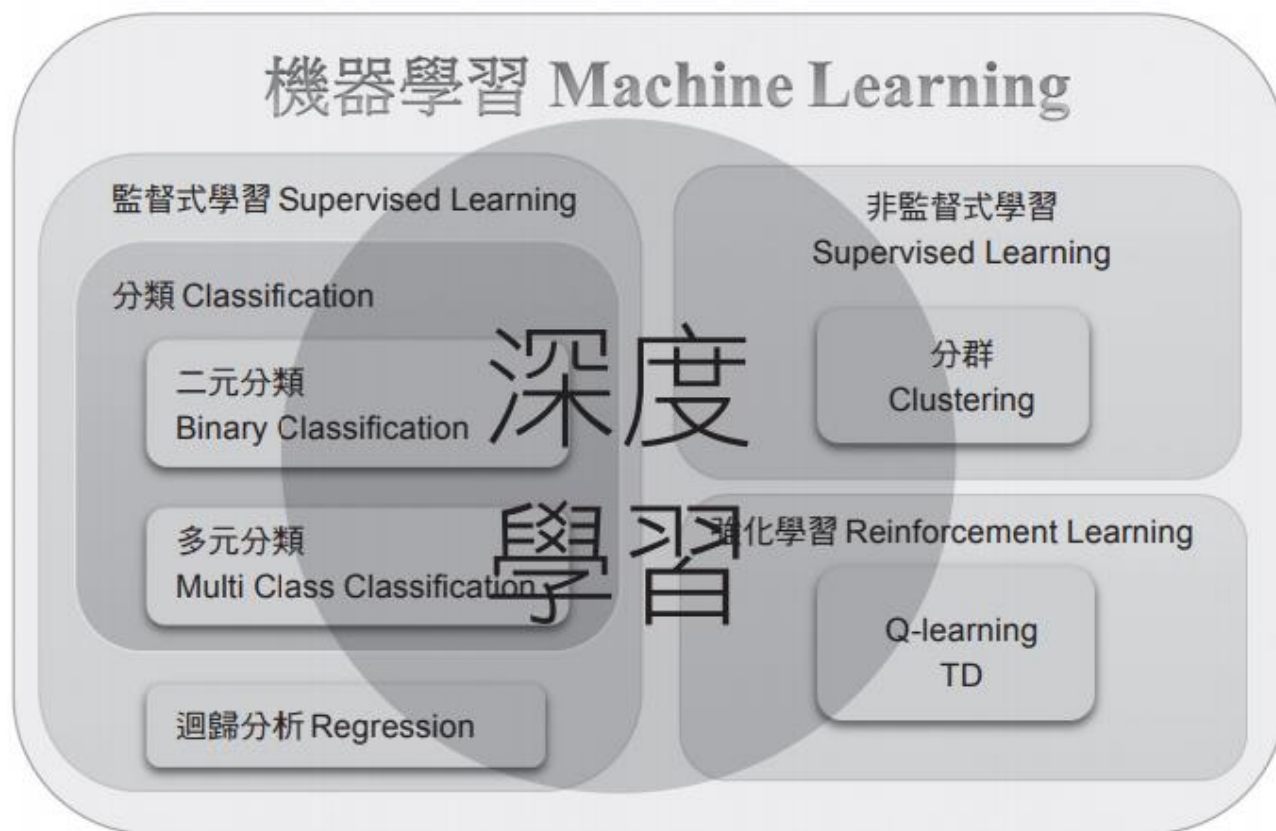 機器學習 Machine Learning
監督式學習 Supervised Learning
分類 Classification
二元分類
Binary Classification
多元分類
Multi Class Classification
迴歸分析 Regression
深度
學習
非監督式學習
Supervised Learning
分群
Clustering
強化學習 Reinforcement Learning
Q-learning
TD